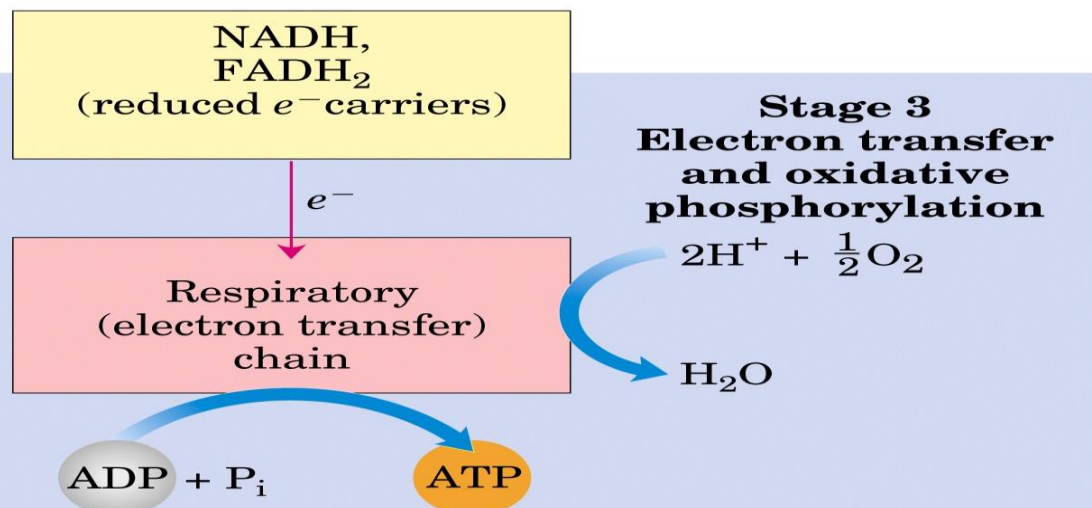 NADH,
FADH₂
(reduced e⁻ carriers)
Stage 3
Electron transfer
and oxidative
phosphorylation
e⁻
2H⁺ + ½O₂
Respiratory
(electron transfer)
chain
H₂O
ADP + Pᵢ
ATP